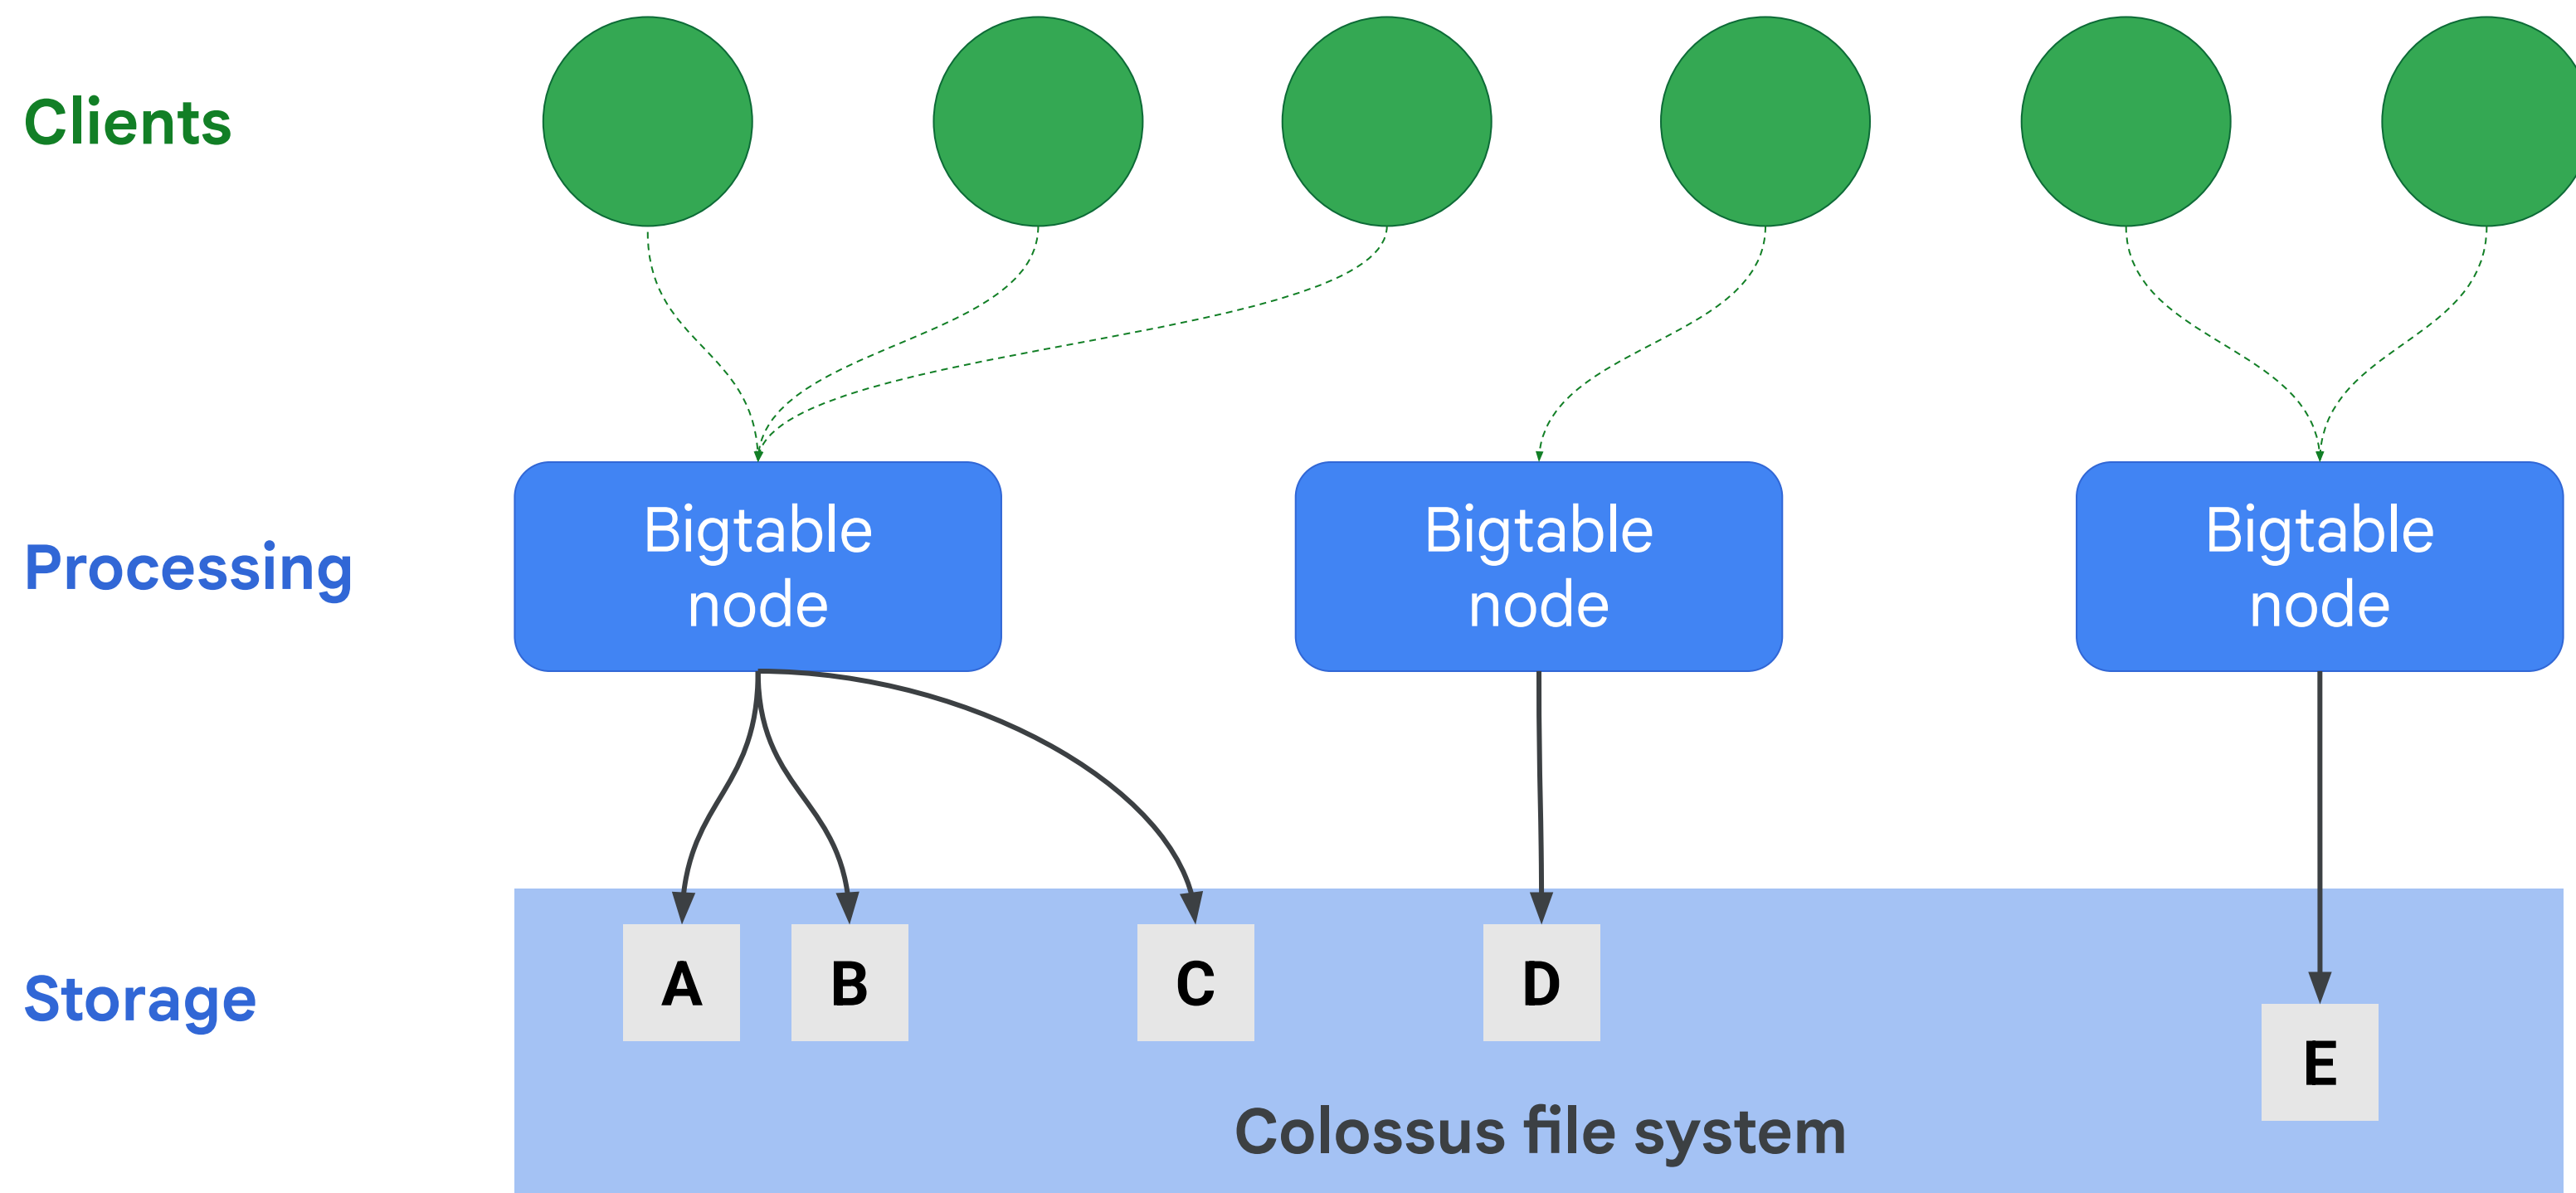 Clients
Bigtable
node
Bigtable
node
Bigtable
node
Processing
A
B
C
D
E
Storage
Colossus file system